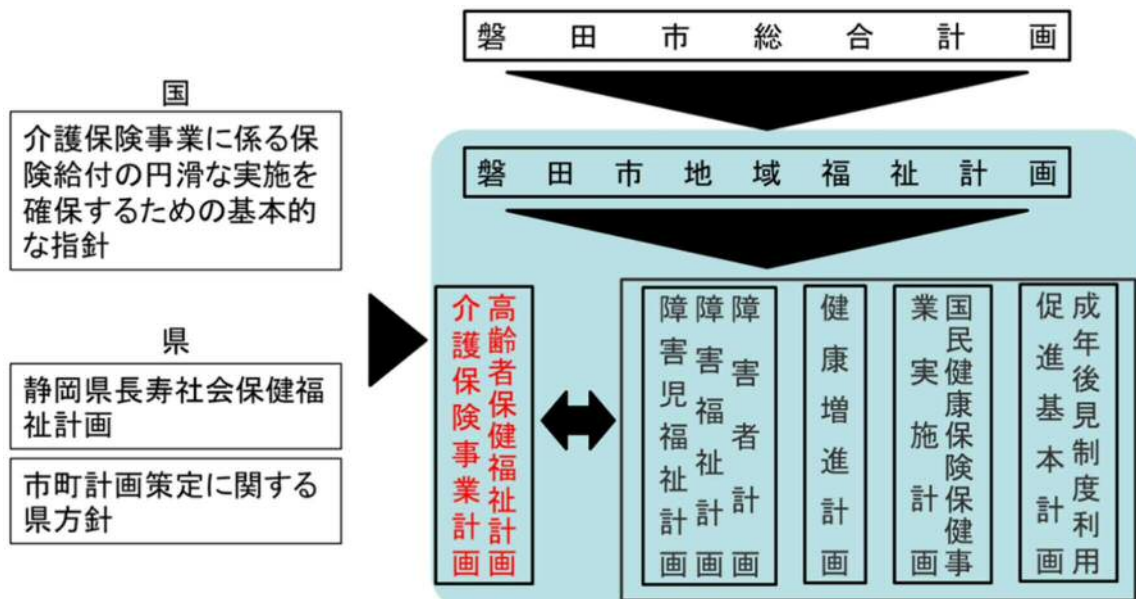 磐田市総合計画
国
介護保険事業に係る保
険給付の円滑な実施を
確保するための基本的
な指針
磐田市地域福祉計画
県
静岡県長寿社会保健福
祉計画
市町計画策定に関する
県方針
高齢者保健福祉計画
介護保険事業計画
障害者計画
障害福祉計画
障害児福祉計画
健康増進計画
国民健康保険保健事
業実施計画
成年後見制度利用
促進基本計画